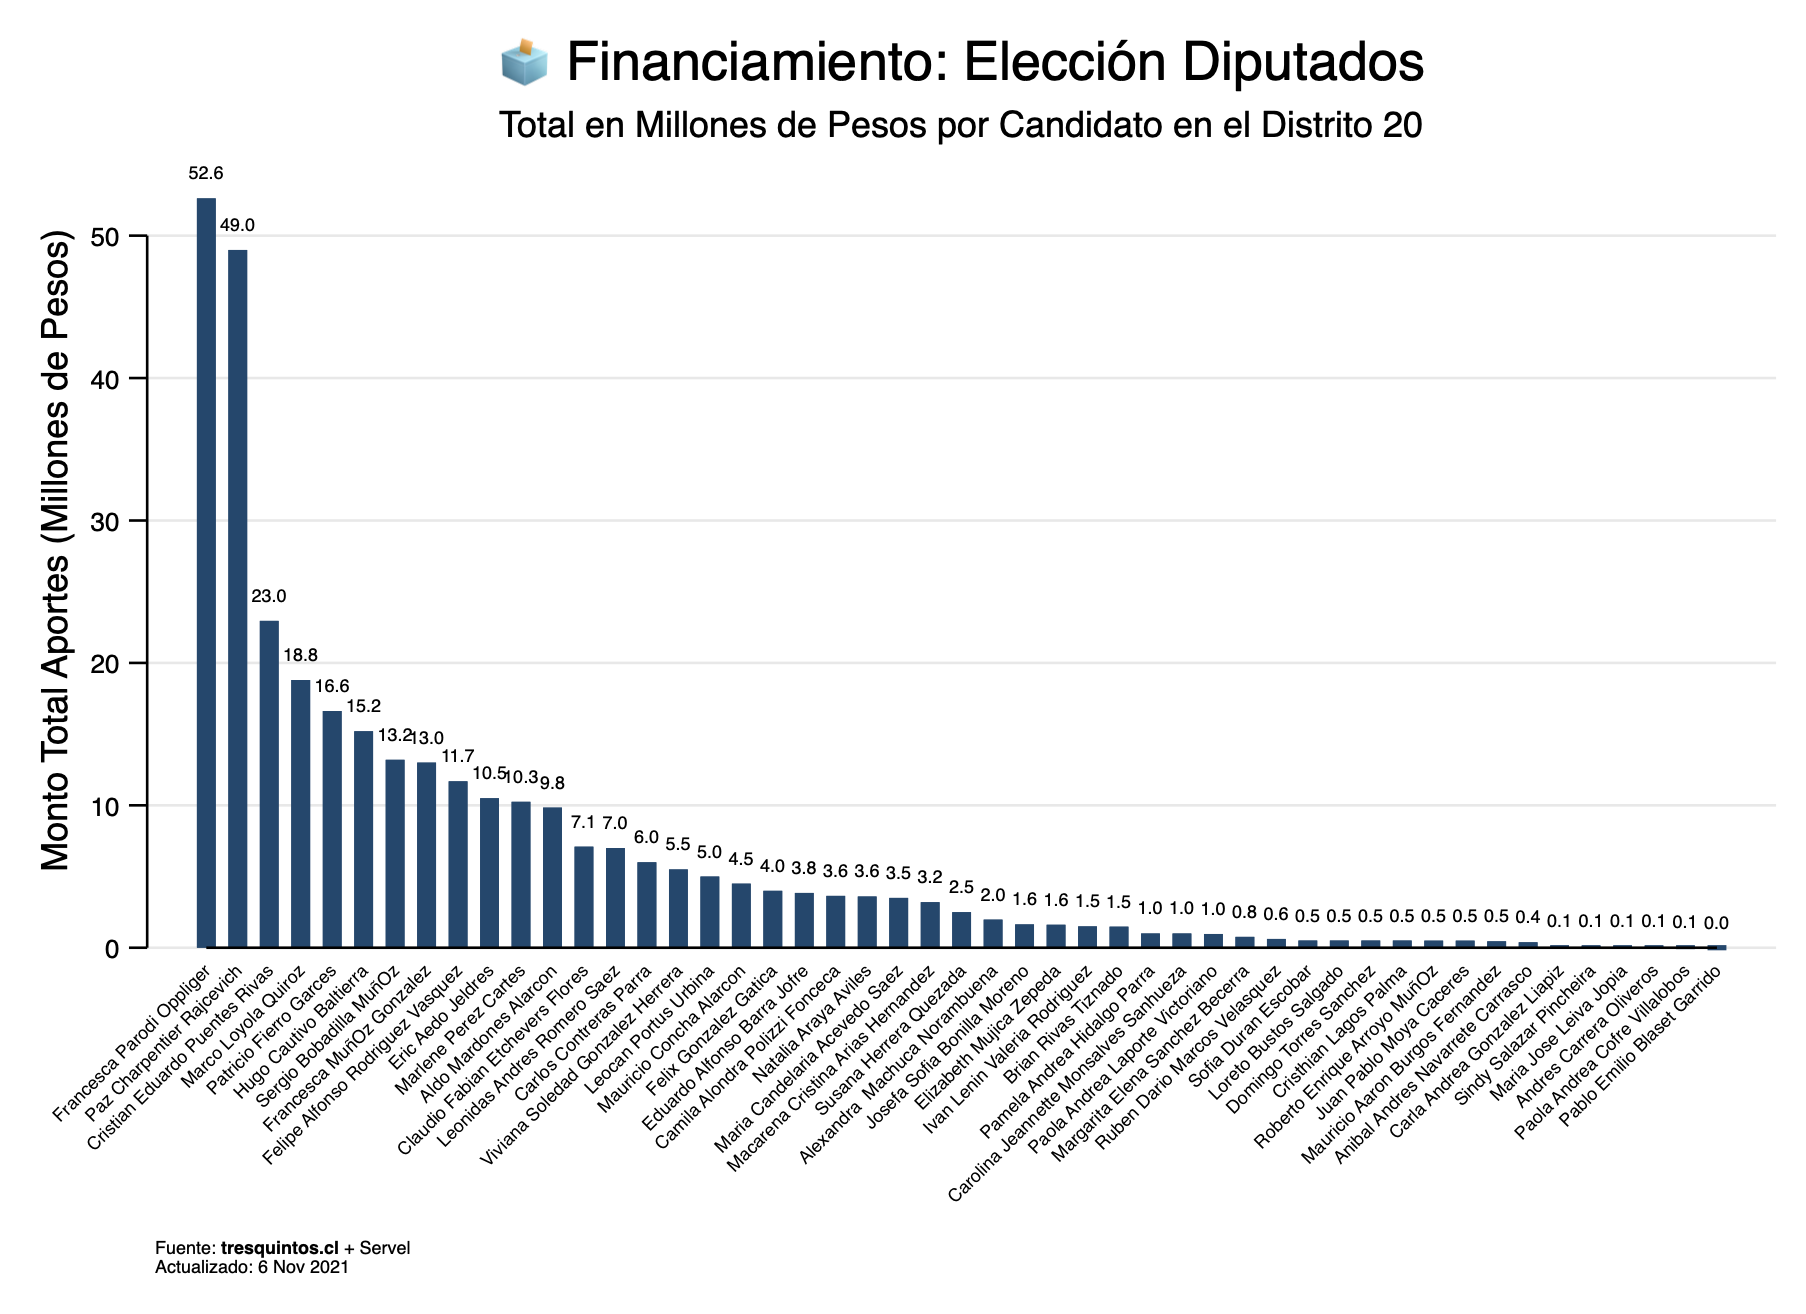 Financiamiento: Elección Diputados
Total en Millones de Pesos por Candidato en el Distrito 20
Monto Total Aportes (Millones de Pesos)
50
40
30
20
10
0
52.6
49.0
23.0
18.8
16.6
15.2
13.2
13.0
11.7
10.5
10.3
9.8
7.1
7.0
6.0
5.5
5.0
4.5
4.0
3.8
3.6
3.6
3.5
3.2
2.5
2.0
1.6
1.6
1.5
1.5
1.0
1.0
1.0
0.8
0.6
0.5
0.5
0.5
0.5
0.5
0.5
0.5
0.4
0.1
0.1
0.1
0.1
0.1
0.0
Francesca Parodi Oppliger
Paz Charpentier Rajcevich
Cristian Eduardo Puentes Rivas
Marco Loyola Quiroz
Patricio Fierro Garces
Hugo Cautivo Baltierra
Sergio Bobadilla MuñOz
Francesca MuñOz Gonzalez
Felipe Alfonso Rodriguez Vasquez
Eric Aedo Jeldres
Marlene Perez Cartes
Aldo Mardones Alarcon
Claudio Fabian Etchevers Flores
Leonidas Andres Romero Saez
Carlos Contreras Parra
Viviana Soledad Gonzalez Herrera
Leocan Portus Urbina
Mauricio Concha Alarcon
Felix Gonzalez Gatica
Eduardo Alfonso Barra Jofre
Camila Alondra Polizzi Fonceca
Natalia Araya Aviles
Maria Candelaria Acevedo Saez
Macarena Cristina Arias Hernandez
Susana Herrera Quezada
Alexandra Machuca Norambuena
Josefa Sofia Bonilla Moreno
Elizabeth Mujica Zepeda
Ivan Lenin Valeria Rodriguez
Brian Rivas Tiznado
Pamela Andrea Hidalgo Parra
Carolina Jeannette Monsalves Sanhueza
Paola Andrea Laporte Victoriano
Margarita Elena Sanchez Becerra
Ruben Dario Marcos Velasquez
Sofia Duran Escobar
Loreto Bustos Salgado
Domingo Torres Sanchez
Cristhian Lagos Palma
Roberto Enrique Arroyo MuñOz
Juan Pablo Moya Caceres
Mauricio Aaron Burgos Fernandez
Anibal Andres Navarrete Carrasco
Carla Andrea Gonzalez Liapiz
Sindy Salazar Pincheira
Maria Jose Leiva Jopia
Andres Carrera Oliveros
Paola Andrea Cofre Villalobos
Pablo Emilio Blaset Garrido
Fuente: tresquintos.cl + Servel
Actualizado: 6 Nov 2021